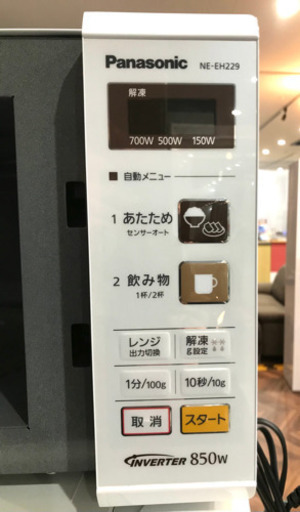 Panasonic NE-EH229
解凍
700W 500W 150W
■ 自動メニュー
1 あたため
センサーオート
2 飲み物
1杯/2杯
レンジ
出力切換
解凍
g設定
1分/100g
10秒/10g
取消
スタート
INVERTER 850W